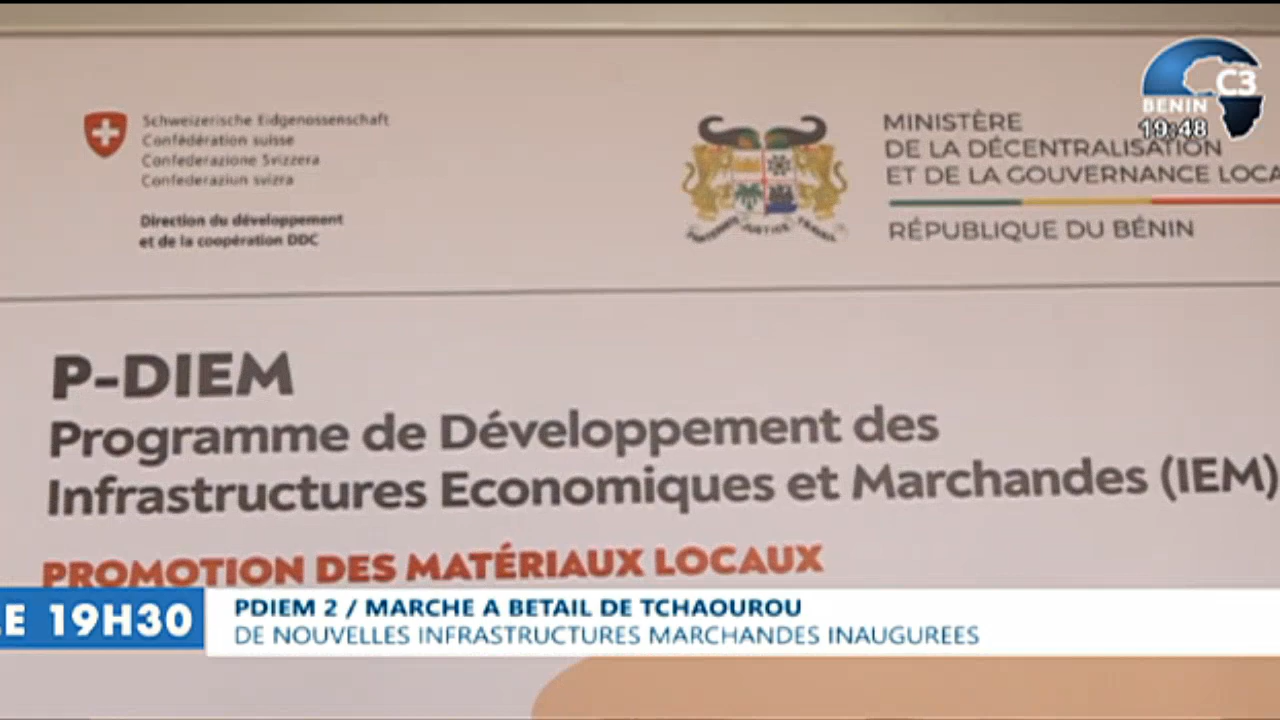 Schweizerische Eidgenossenschaft
Confédération suisse
Confederazione Svizzera
Confederaziun svizra
Direction du développement
et de la coopération DDC
MINISTÈRE
DE LA DÉCENTRALISATION
ET DE LA GOUVERNANCE LOCA
RÉPUBLIQUE DU BÉNIN
C3
BENIN
19:48
P-DIEM
Programme de Développement des
Infrastructures Economiques et Marchandes (IEM)
PROMOTION DES MATÉRIAUX LOCAUX
LE 19H30
PDIEM 2 / MARCHE A BETAIL DE TCHAOUROU
DE NOUVELLES INFRASTRUCTURES MARCHANDES INAUGUREES